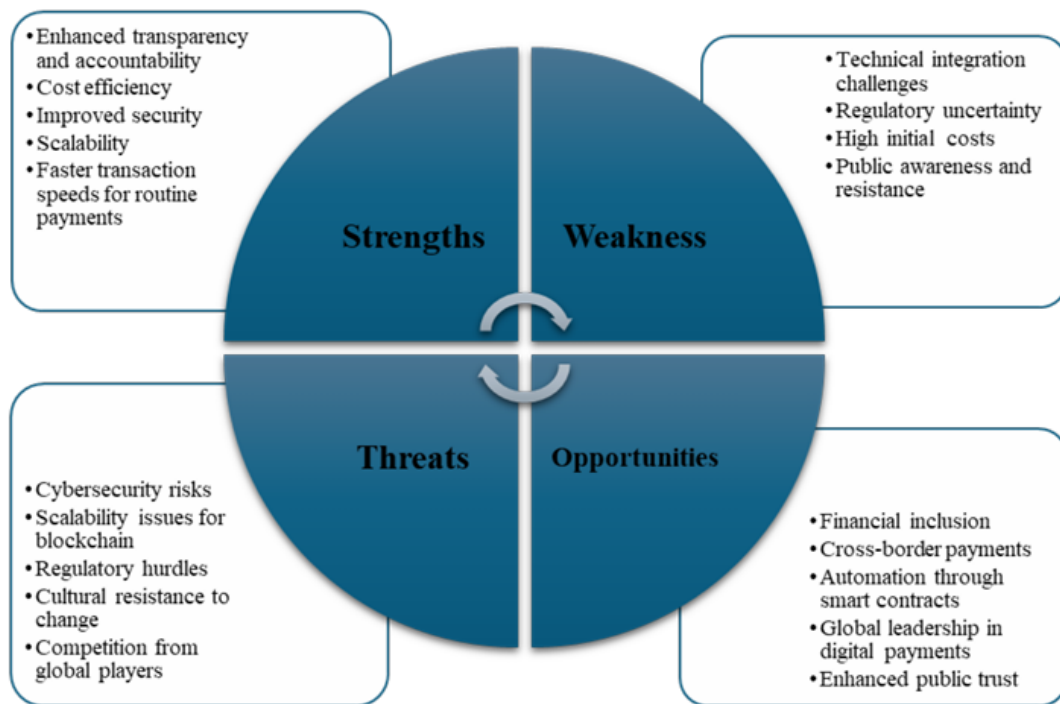 • Enhanced transparency
and accountability
• Cost efficiency
• Improved security
• Scalability
• Faster transaction
speeds for routine
payments
• Technical integration
challenges
• Regulatory uncertainty
• High initial costs
• Public awareness and
resistance
Strengths
Weakness
Threats
Opportunities
• Cybersecurity risks
• Scalability issues for
blockchain
• Regulatory hurdles
• Cultural resistance to
change
• Competition from
global players
• Financial inclusion
• Cross-border payments
• Automation through
smart contracts
• Global leadership in
digital payments
• Enhanced public trust